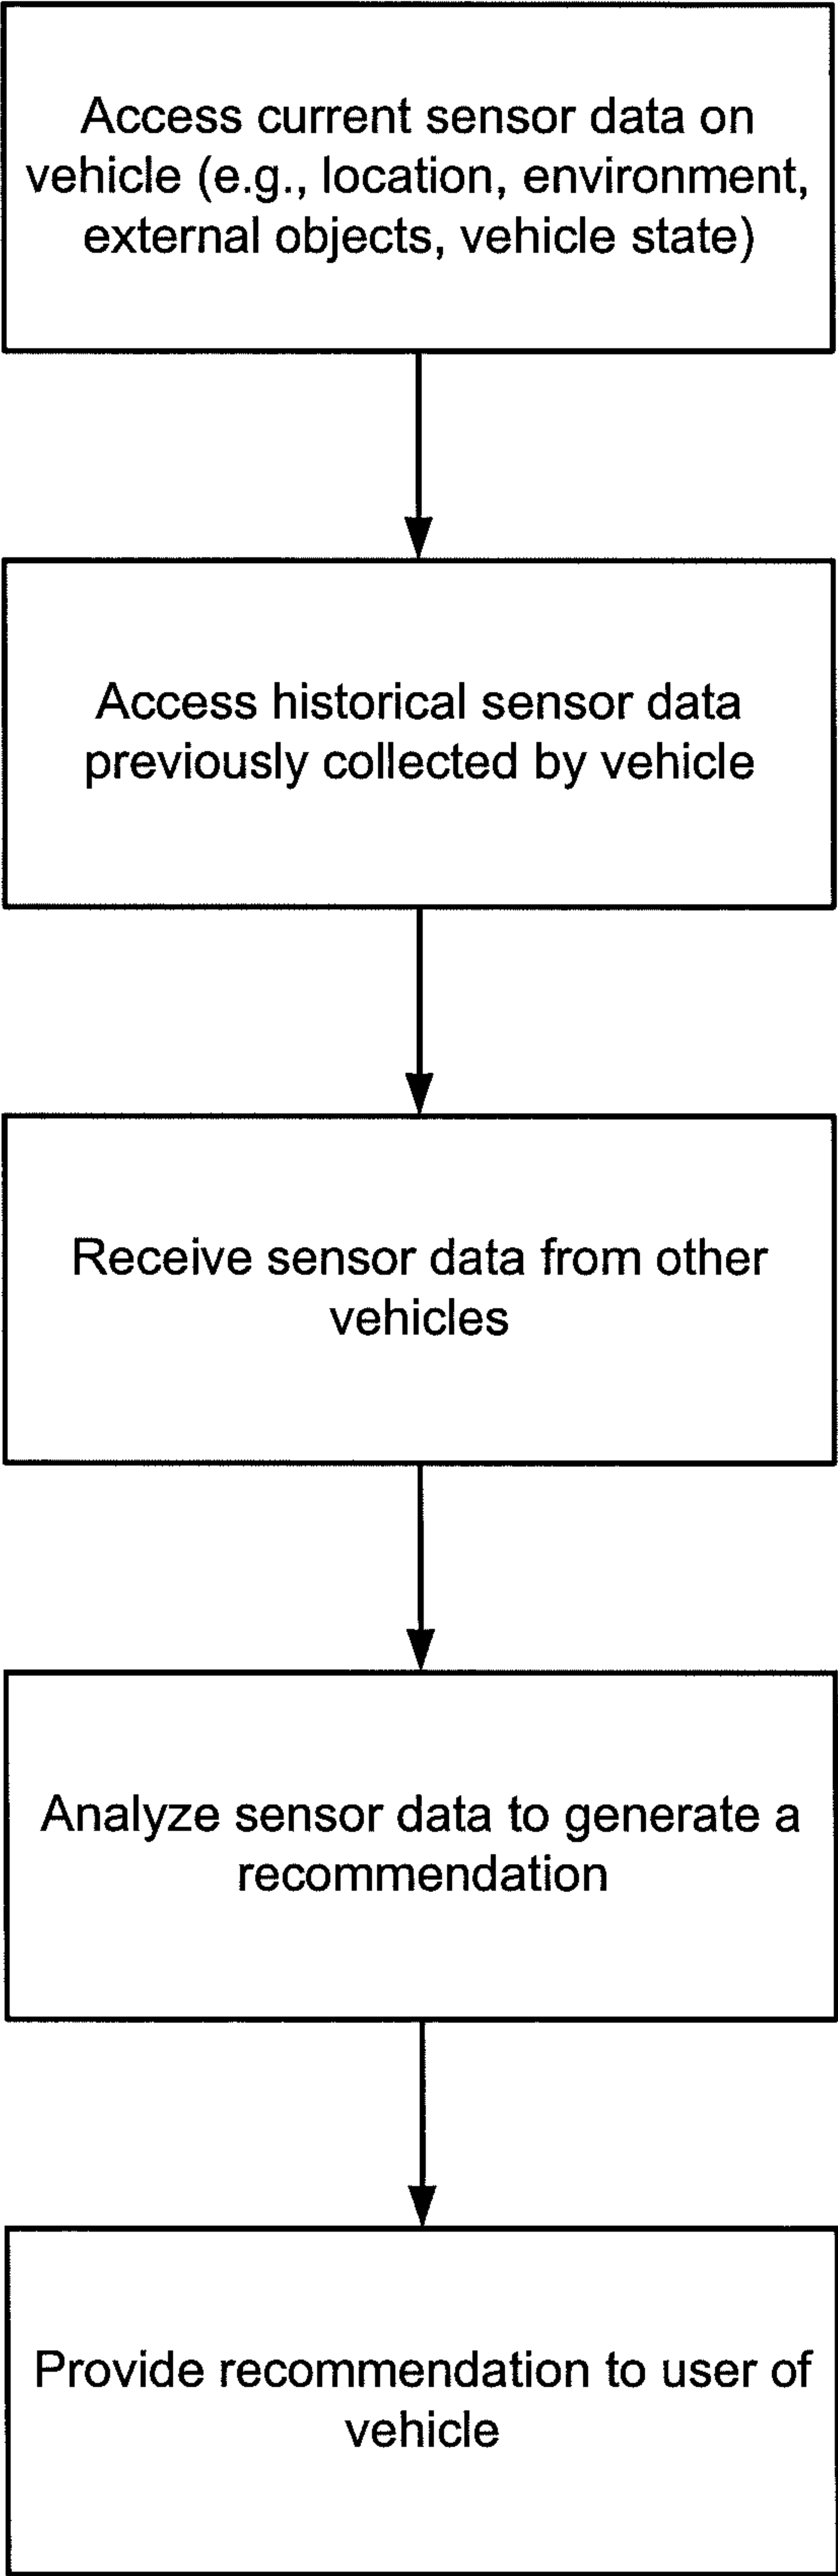 Access current sensor data on
vehicle (e.g., location, environment,
external objects, vehicle state)
Access historical sensor data
previously collected by vehicle
Receive sensor data from other
vehicles
Analyze sensor data to generate a
recommendation
Provide recommendation to user of
vehicle